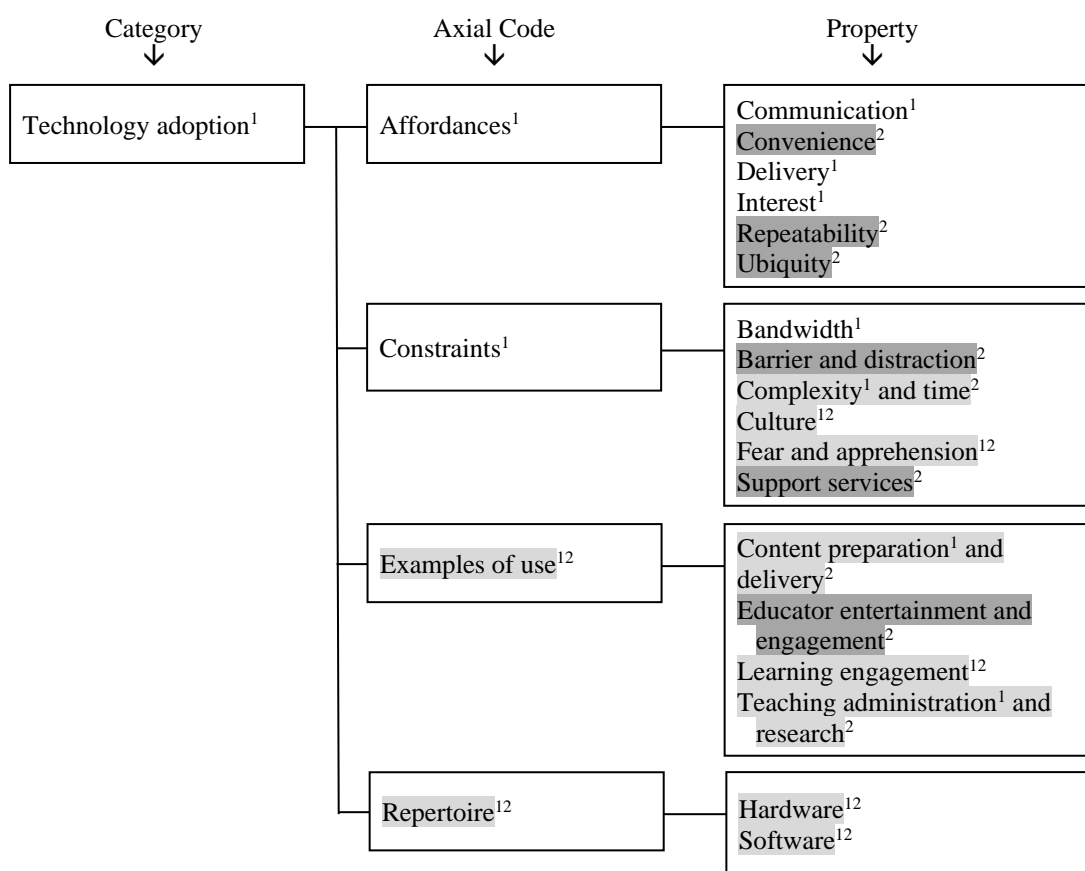 Category Axial Code Property
↓ ↓ ↓
Technology adoption¹
Affordances¹
Communication¹
Convenience²
Delivery¹
Interest¹
Repeatability²
Ubiquity²
Constraints¹
Bandwidth¹
Barrier and distraction²
Complexity¹ and time²
Culture¹²
Fear and apprehension¹²
Support services²
Examples of use¹²
Content preparation¹ and
delivery²
Educator entertainment and
engagement²
Learning engagement¹²
Teaching administration¹ and
research²
Repertoire¹²
Hardware¹²
Software¹²